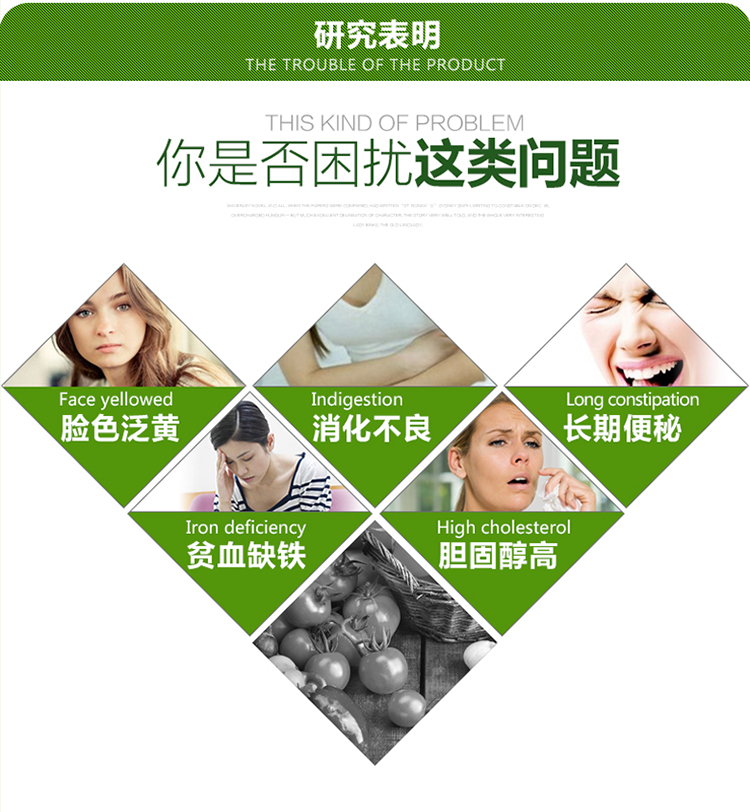 研究表明
THE TROUBLE OF THE PRODUCT
THIS KIND OF PROBLEM
你是否困扰这类问题
Face yellowed
脸色泛黄
Indigestion
消化不良
Long constipation
长期便秘
Iron deficiency
贫血缺铁
High cholesterol
胆固醇高